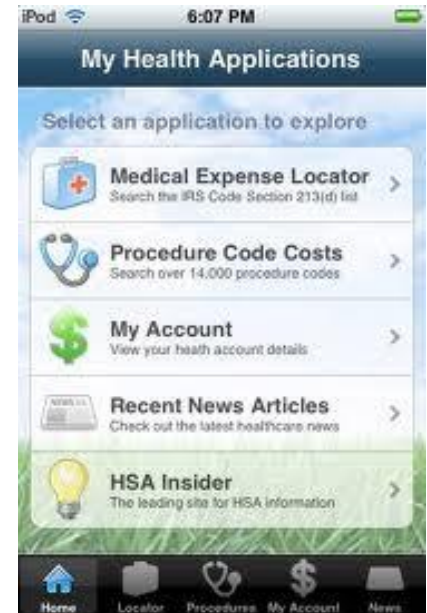 iPod 6:07 PM
My Health Applications
Select an application to explore
Medical Expense Locator
Search the IRS Code Section 213(d) list
Procedure Code Costs
Search over 14,000 procedure codes
My Account
View your heath account details
Recent News Articles
Check out the latest healthcare news
HSA Insider
The leading site for HSA information
Home Locator Procedures My Account News